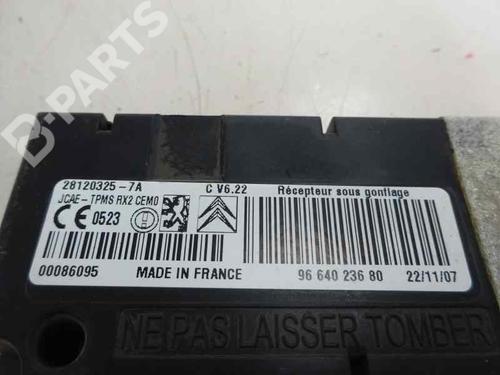 B-PARTS
28120325-7A C V6.22 Récepteur sous gonflage
JCAE-TPMS RX2 CEMO
CE 0523
00086095 MADE IN FRANCE 96 640 236 80 22/11/07
NE PAS LAISSER TOMBER